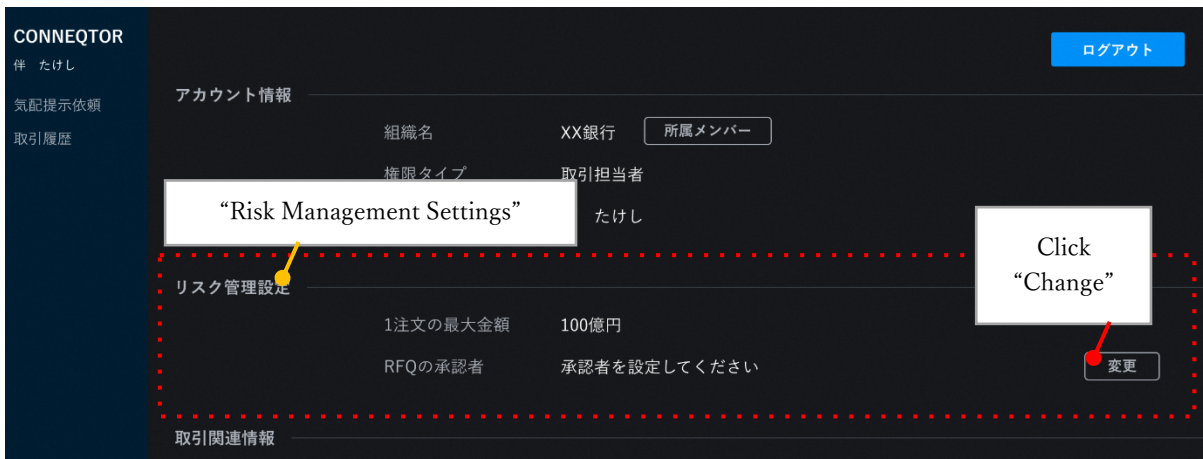 CONNEQTOR
伴 たけし
気配提示依頼
取引履歴
ログアウト
アカウント情報
組織名 XX銀行 所属メンバー
権限タイプ 取引担当者
たけし
“Risk Management Settings”
Click
“Change”
リスク管理設定
1注文の最大金額 100億円
RFQの承認者 承認者を設定してください 変更
取引関連情報